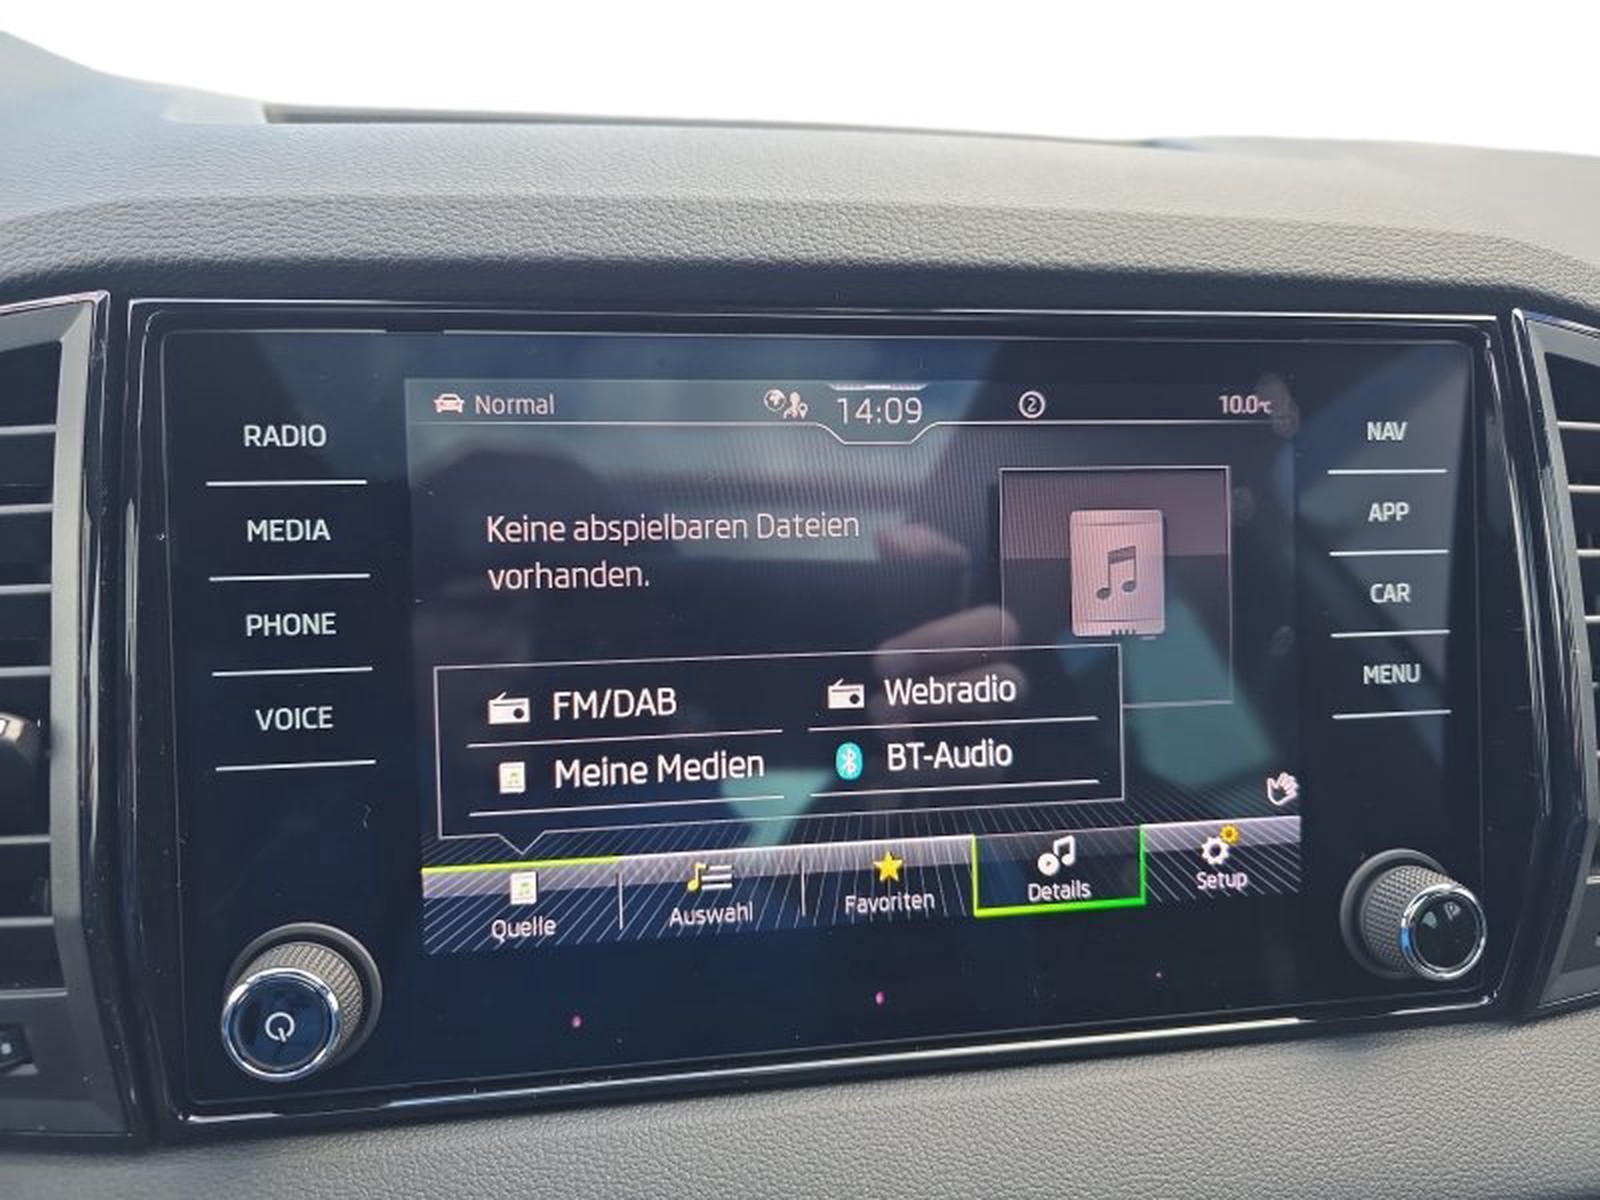 RADIO
MEDIA
PHONE
VOICE
Normal
14:09
2
10.0°C
Keine abspielbaren Dateien
vorhanden.
FM/DAB
Webradio
Meine Medien
BT-Audio
Quelle
Auswahl
Favoriten
Details
Setup
NAV
APP
CAR
MENU